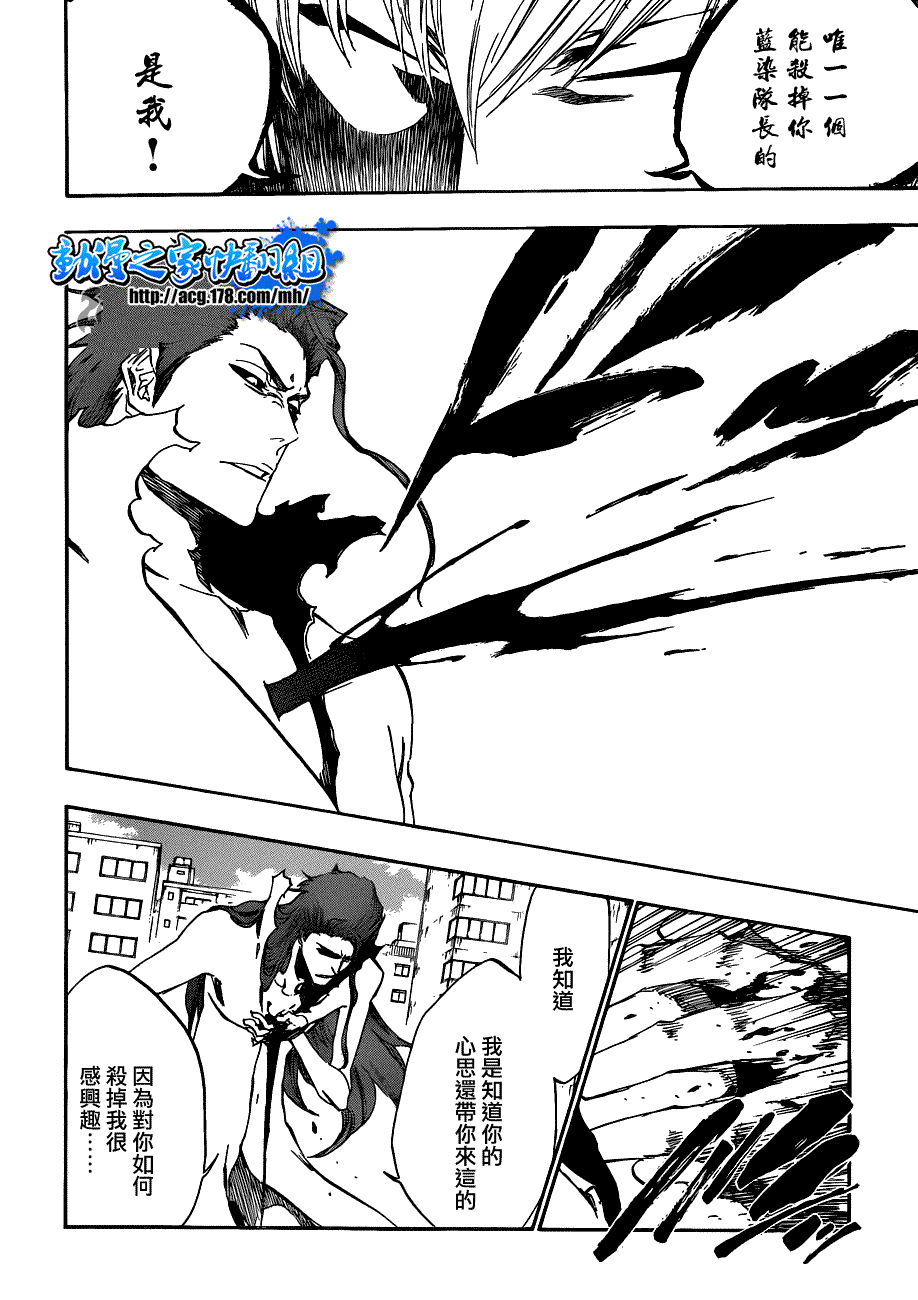 唯一一個
能殺掉你
藍染隊長的
是我！
動漫之家快翻組
http://acg.178.com/mh/
我知道
我是知道你的
心思還帶你來這的
因為對你如何
殺掉我很
感興趣……